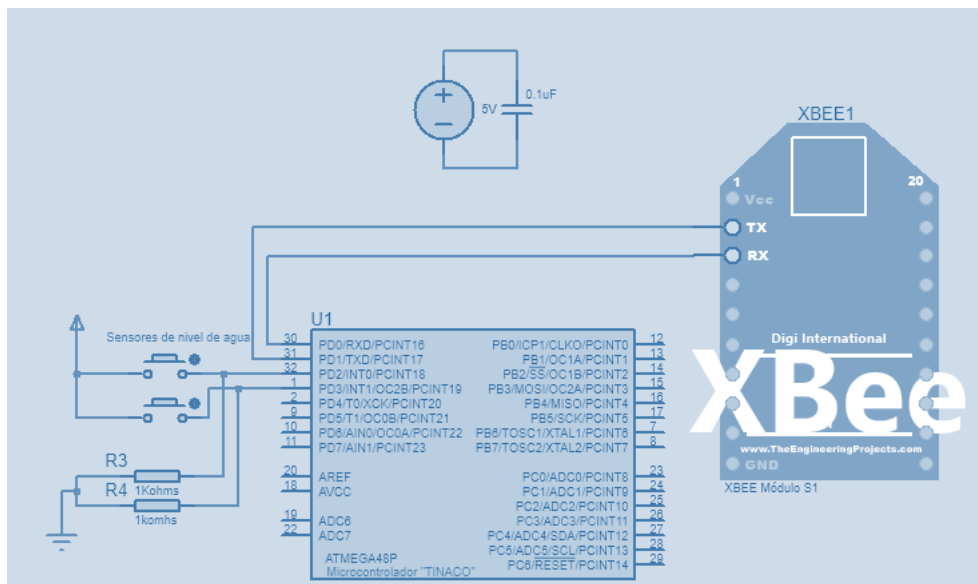 0.1uF
5V
XBEE1
1
20
Vcc
TX
RX
Digi International
XBee
www.TheEngineeringProjects.com
GND
XBEE Módulo S1
Sensores de nivel de agua
U1
30 PD0/RXD/PCINT16
31 PD1/TXD/PCINT17
32 PD2/INT0/PCINT18
1 PD3/INT1/OC2B/PCINT19
2 PD4/T0/XCK/PCINT20
9 PD5/T1/OC0B/PCINT21
10 PD6/AIN0/OC0A/PCINT22
11 PD7/AIN1/PCINT23
20 AREF
18 AVCC
19 ADC6
22 ADC7
PB0/ICP1/CLKO/PCINT0 12
PB1/OC1A/PCINT1 13
PB2/SS/OC1B/PCINT2 14
PB3/MOSI/OC2A/PCINT3 15
PB4/MISO/PCINT4 16
PB5/SCK/PCINT5 17
PB6/TOSC1/XTAL1/PCINT6 7
PB7/TOSC2/XTAL2/PCINT7 8
PC0/ADC0/PCINT8 23
PC1/ADC1/PCINT9 24
PC2/ADC2/PCINT10 25
PC3/ADC3/PCINT11 26
PC4/ADC4/SDA/PCINT12 27
PC5/ADC5/SCL/PCINT13 28
PC6/RESET/PCINT14 29
ATMEGA48P
Microcontrolador "TINACO"
R3
1Kohms
R4
1komhs